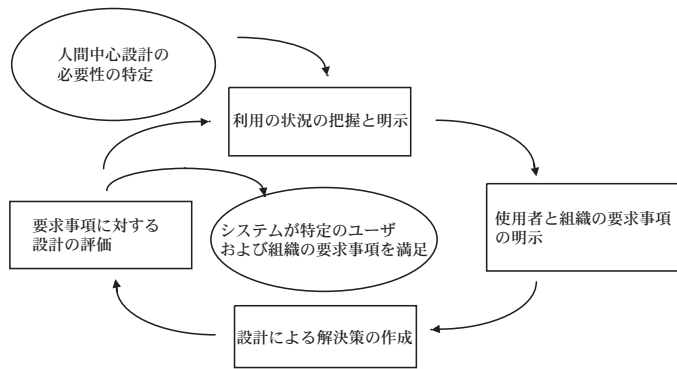 人間中心設計の
必要性の特定
利用の状況の把握と明示
使用者と組織の要求事項
の明示
要求事項に対する
設計の評価
システムが特定のユーザ
および組織の要求事項を満足
設計による解決策の作成